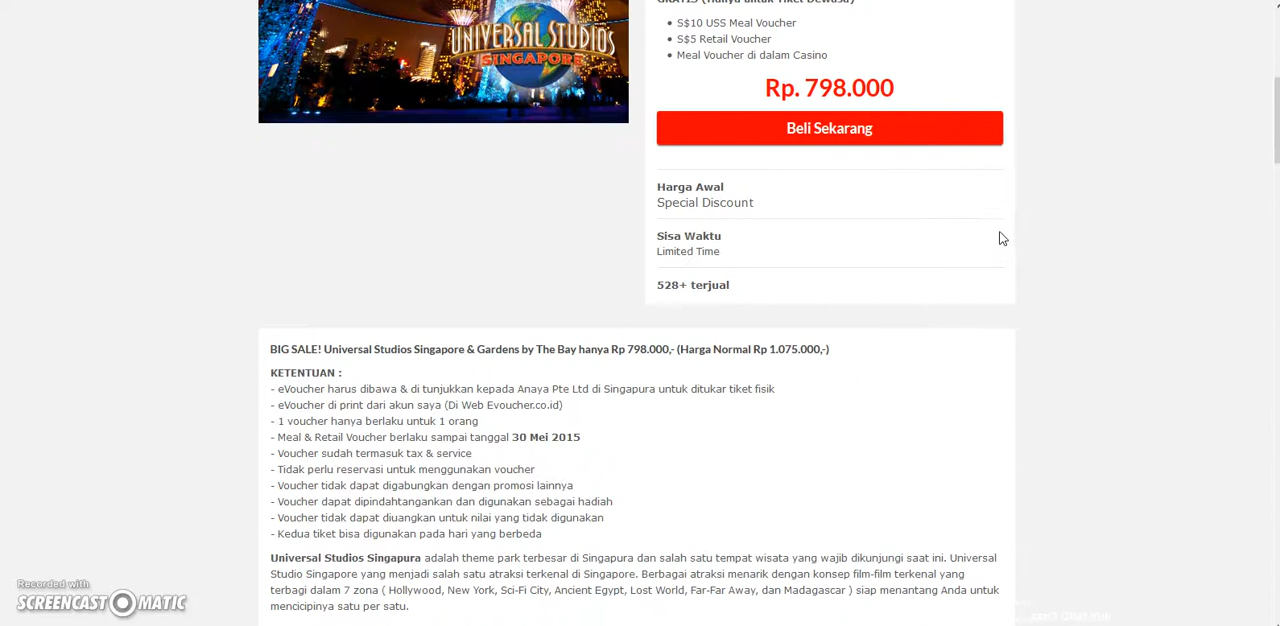 UNIVERSAL STUDIOS
SINGAPORE
GRATIS (Hanya untuk Tiket Dewasa)
S$10 USS Meal Voucher
S$5 Retail Voucher
Meal Voucher di dalam Casino
Rp. 798.000
Beli Sekarang
Harga Awal
Special Discount
Sisa Waktu
Limited Time
528+ terjual
BIG SALE! Universal Studios Singapore & Gardens by The Bay hanya Rp 798.000,- (Harga Normal Rp 1.075.000,-)
KETENTUAN :
- eVoucher harus dibawa & di tunjukkan kepada Anaya Pte Ltd di Singapura untuk ditukar tiket fisik
- eVoucher di print dari akun saya (Di Web Evoucher.co.id)
- 1 voucher hanya berlaku untuk 1 orang
- Meal & Retail Voucher berlaku sampai tanggal 30 Mei 2015
- Voucher sudah termasuk tax & service
- Tidak perlu reservasi untuk menggunakan voucher
- Voucher tidak dapat digabungkan dengan promosi lainnya
- Voucher dapat dipindahtangankan dan digunakan sebagai hadiah
- Voucher tidak dapat diuangkan untuk nilai yang tidak digunakan
- Kedua tiket bisa digunakan pada hari yang berbeda
Universal Studios Singapura adalah theme park terbesar di Singapura dan salah satu tempat wisata yang wajib dikunjungi saat ini. Universal
Studio Singapore yang menjadi salah satu atraksi terkenal di Singapore. Berbagai atraksi menarik dengan konsep film-film terkenal yang
terbagi dalam 7 zona ( Hollywood, New York, Sci-Fi City, Ancient Egypt, Lost World, Far-Far Away, dan Madagascar ) siap menantang Anda untuk
mencicipinya satu per satu.
Recorded with
SCREENCAST-O-MATIC